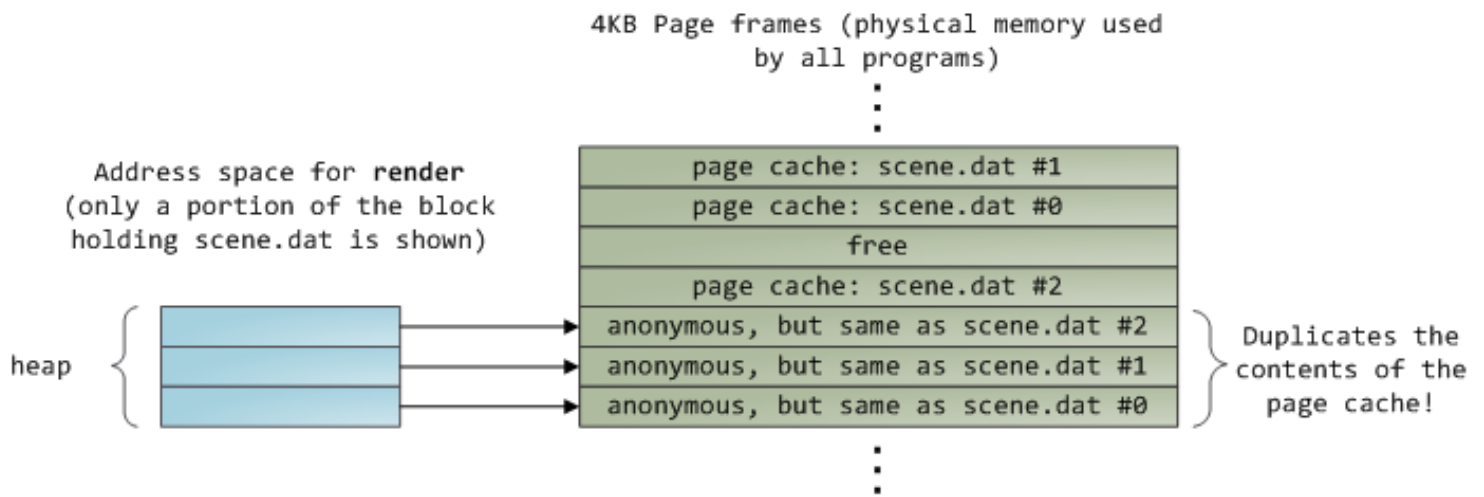 4KB Page frames (physical memory used
by all programs)
Address space for render
(only a portion of the block
holding scene.dat is shown)
page cache: scene.dat #1
page cache: scene.dat #0
free
page cache: scene.dat #2
anonymous, but same as scene.dat #2
anonymous, but same as scene.dat #1
anonymous, but same as scene.dat #0
heap
Duplicates the
contents of the
page cache!